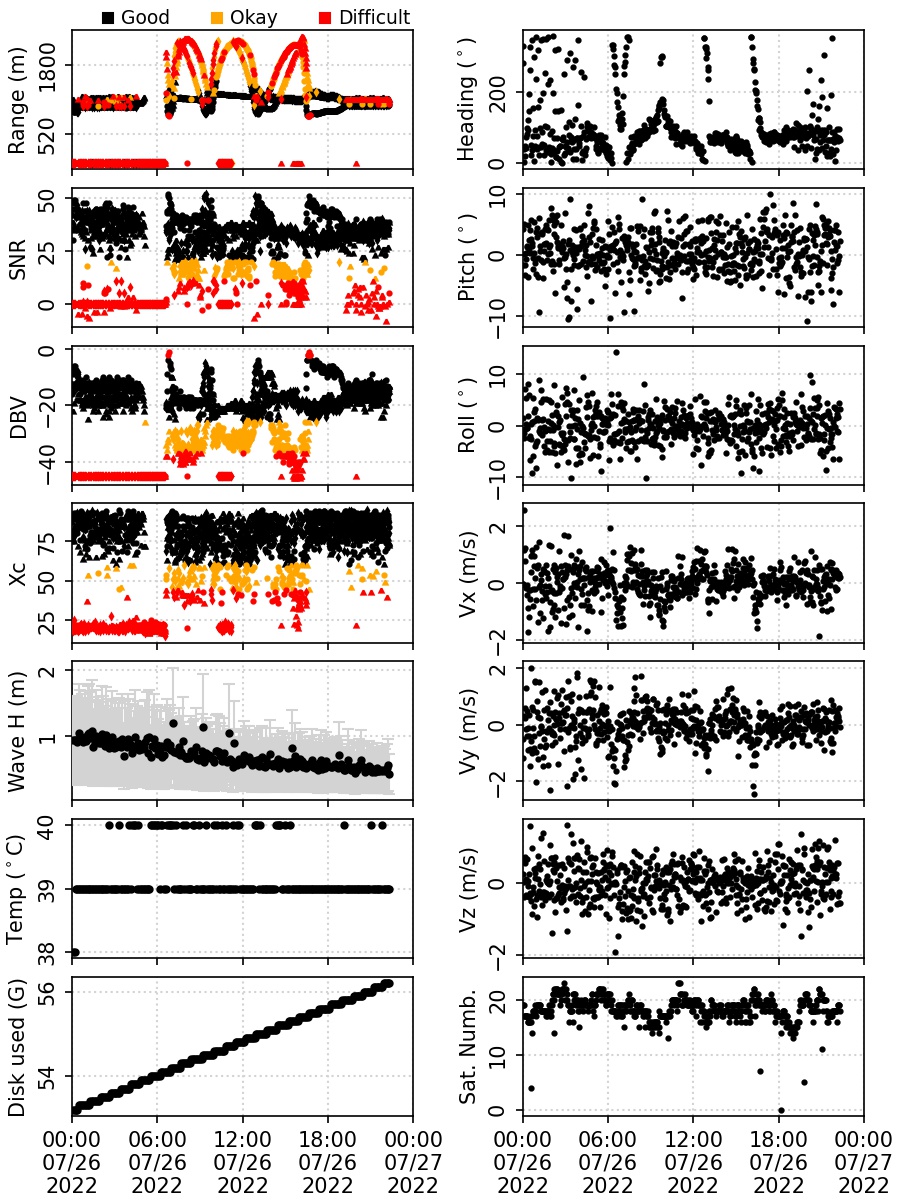 Good Okay Difficult
Range (m)
1800
520
Heading (°)
200
0
SNR
50
25
0
Pitch (°)
10
0
−10
DBV
0
−20
−40
Roll (°)
10
0
−10
Xc
75
50
25
Vx (m/s)
2
0
−2
Wave H (m)
2
1
Vy (m/s)
2
0
−2
Temp (°C)
40
39
38
Vz (m/s)
0
−2
Disk used (G)
56
54
Sat. Numb.
20
10
0
00:00 06:00 12:00 18:00 00:00
07/26 07/26 07/26 07/26 07/27
2022 2022 2022 2022 2022
00:00 06:00 12:00 18:00 00:00
07/26 07/26 07/26 07/26 07/27
2022 2022 2022 2022 2022